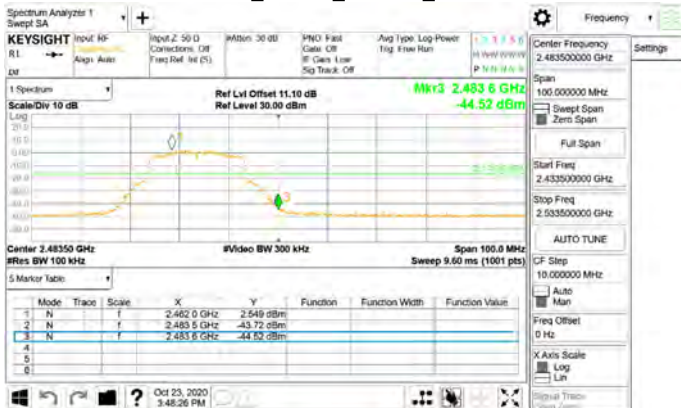 Spectrum Analyzer 1
Swept SA
Frequency
KEYSIGHT
Input: RF
Input Z: 50 Ω
#Atten: 30 dB
PNO: Fast
Avg Type: Log-Power
R L
Align: Auto
Corrections: Off
Gate: Off
Trig: Free Run
Freq Ref: Int (S)
IF Gain: Low
Sig Track: Off
1 Spectrum
Scale/Div 10 dB
Log
Ref Lvl Offset 11.10 dB
Ref Level 30.00 dBm
Mkr3 2.483 6 GHz
-44.52 dBm
3
Center 2.48350 GHz
#Res BW 100 kHz
#Video BW 300 kHz
Span 100.0 MHz
Sweep 9.60 ms (1001 pts)
5 Marker Table
Mode Trace Scale X Y Function Function Width Function Value
1 N f 2.462 0 GHz 2.549 dBm
2 N f 2.483 5 GHz -43.72 dBm
3 N f 2.483 6 GHz -44.52 dBm
4
5
6
?
Oct 23, 2020
3:48:26 PM
Center Frequency
2.483500000 GHz
Settings
Span
100.000000 MHz
Swept Span
Zero Span
Full Span
Start Freq
2.433500000 GHz
Stop Freq
2.533500000 GHz
AUTO TUNE
CF Step
10.000000 MHz
Auto
Man
Freq Offset
0 Hz
X Axis Scale
Log
Lin
Signal Track